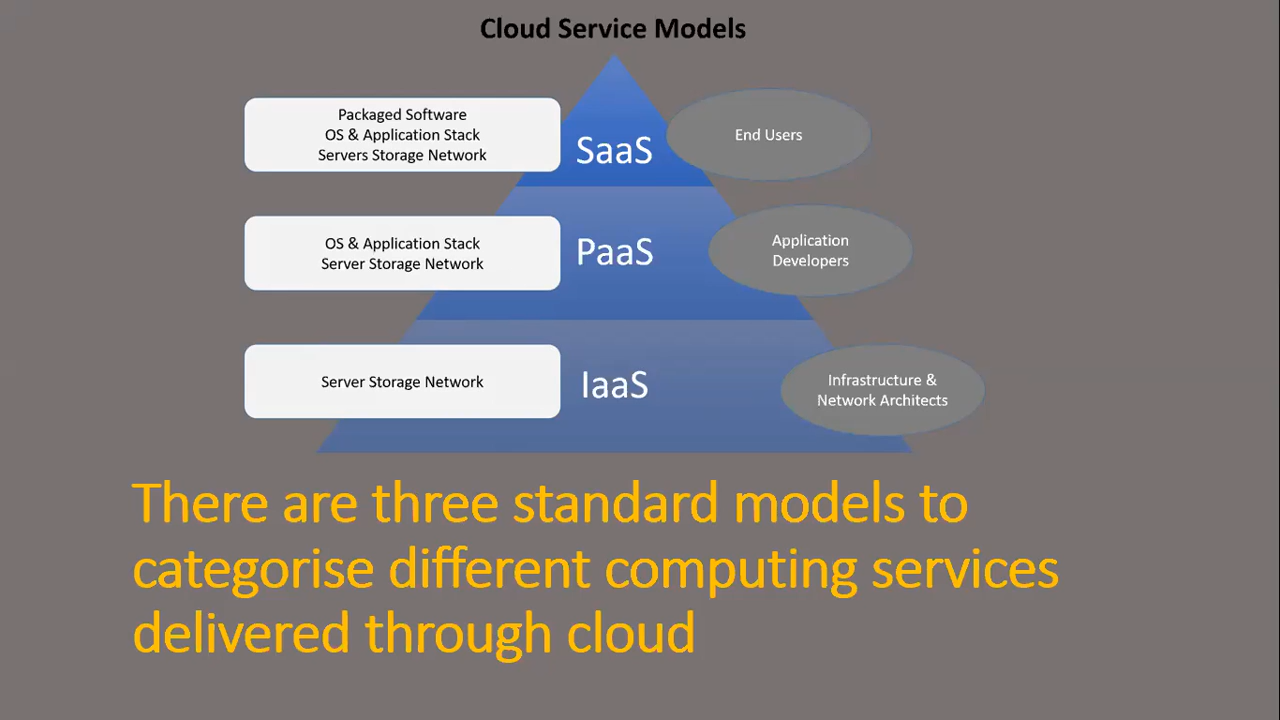 Cloud Service Models
Packaged Software
OS & Application Stack
Servers Storage Network
SaaS
End Users
OS & Application Stack
Server Storage Network
PaaS
Application
Developers
Server Storage Network
IaaS
Infrastructure &
Network Architects
There are three standard models to
categorise different computing services
delivered through cloud